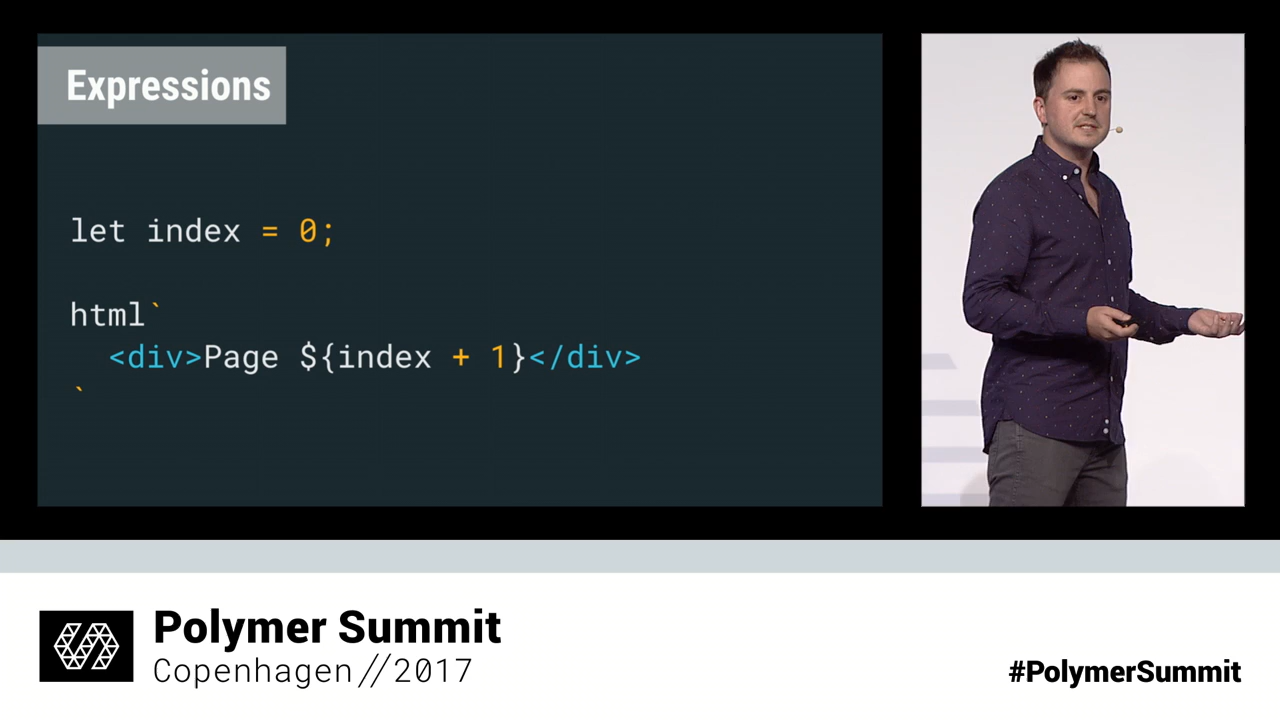 Expressions
let index = 0;
html`
<div>Page ${index + 1}</div>
`
Polymer Summit
Copenhagen//2017
#PolymerSummit